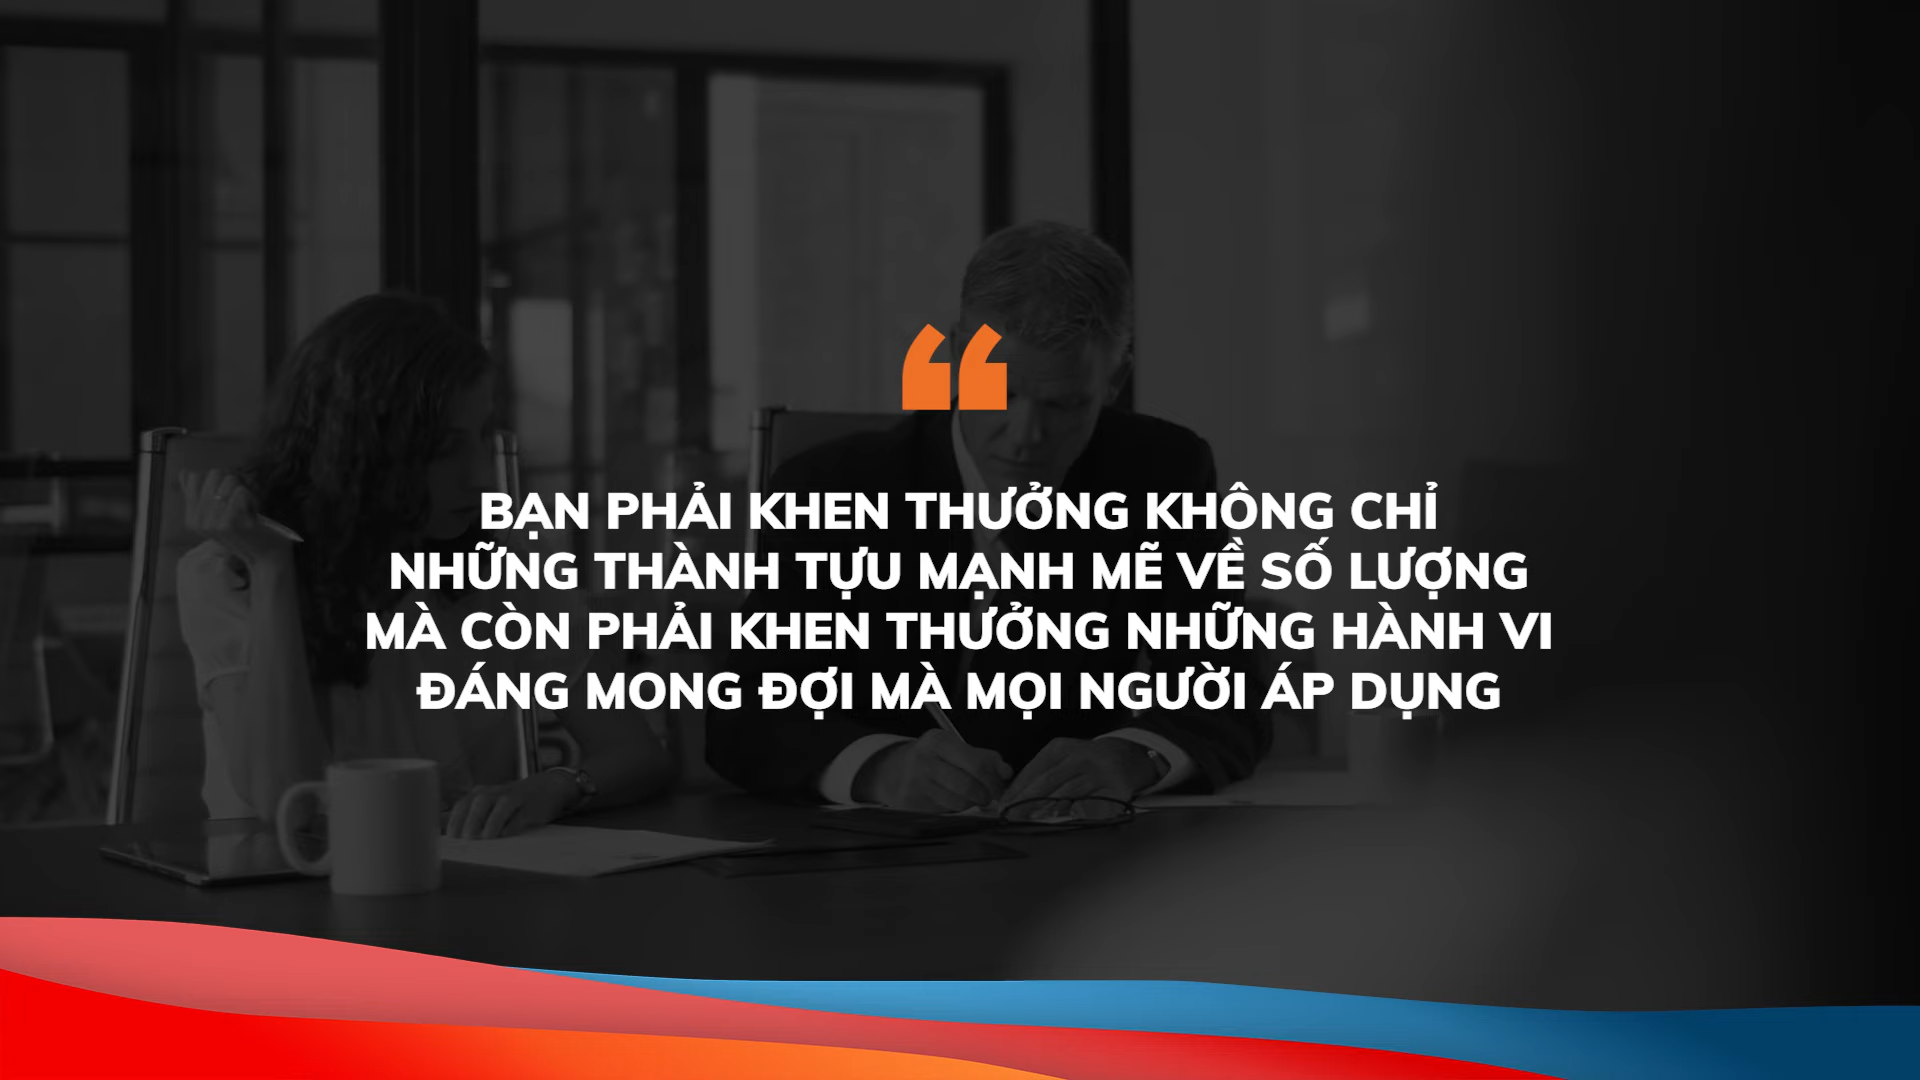 “
BẠN PHẢI KHEN THƯỞNG KHÔNG CHỈ
NHỮNG THÀNH TỰU MẠNH MẼ VỀ SỐ LƯỢNG
MÀ CÒN PHẢI KHEN THƯỞNG NHỮNG HÀNH VI
ĐÁNG MONG ĐỢI MÀ MỌI NGƯỜI ÁP DỤNG